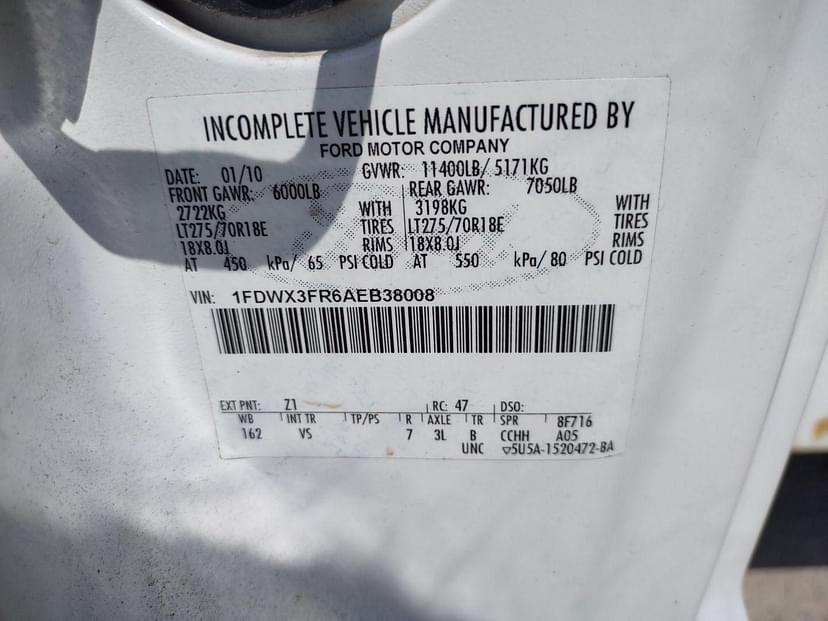 INCOMPLETE VEHICLE MANUFACTURED BY
FORD MOTOR COMPANY
DATE: 01/10 GVWR: 11400LB/ 5171KG
FRONT GAWR: 6000LB REAR GAWR: 7050LB
2722KG WITH 3198KG WITH
LT275/70R18E TIRES LT275/70R18E TIRES
18X8.0J RIMS 18X8.0J RIMS
AT 450 kPa/ 65 PSI COLD AT 550 kPa/ 80 PSI COLD
VIN: 1FDWX3FR6AEB38008
EXT PNT: Z1 RC: 47 DSO:
WB INT TR TP/PS R AXLE TR SPR 8F716
162 VS 7 3L B CCHH A05
UNC ▽5U5A-1520472-BA